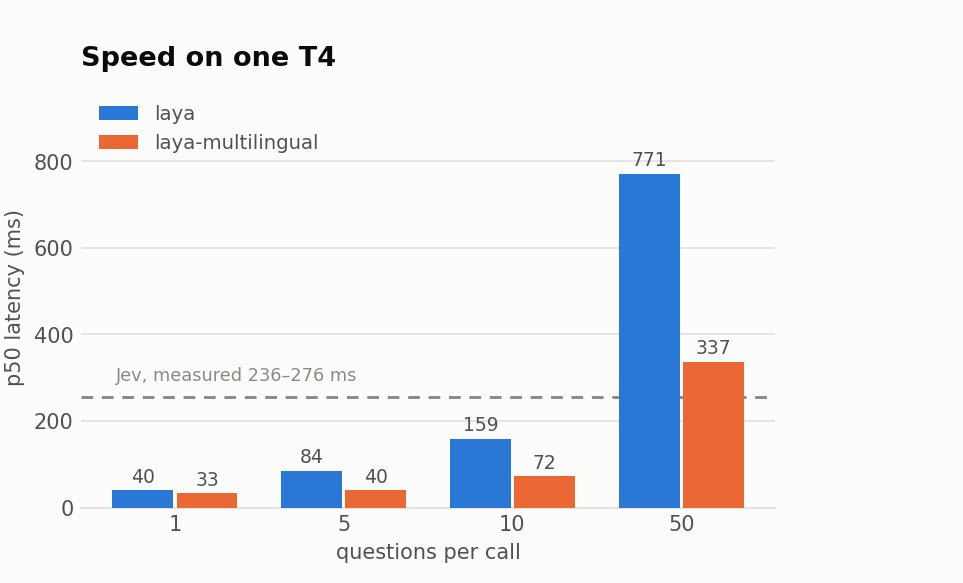 Speed on one T4
laya
laya-multilingual
p50 latency (ms)
800
600
400
200
0
771
337
Jev, measured 236–276 ms
159
72
84
40
40
33
1
5
10
50
questions per call